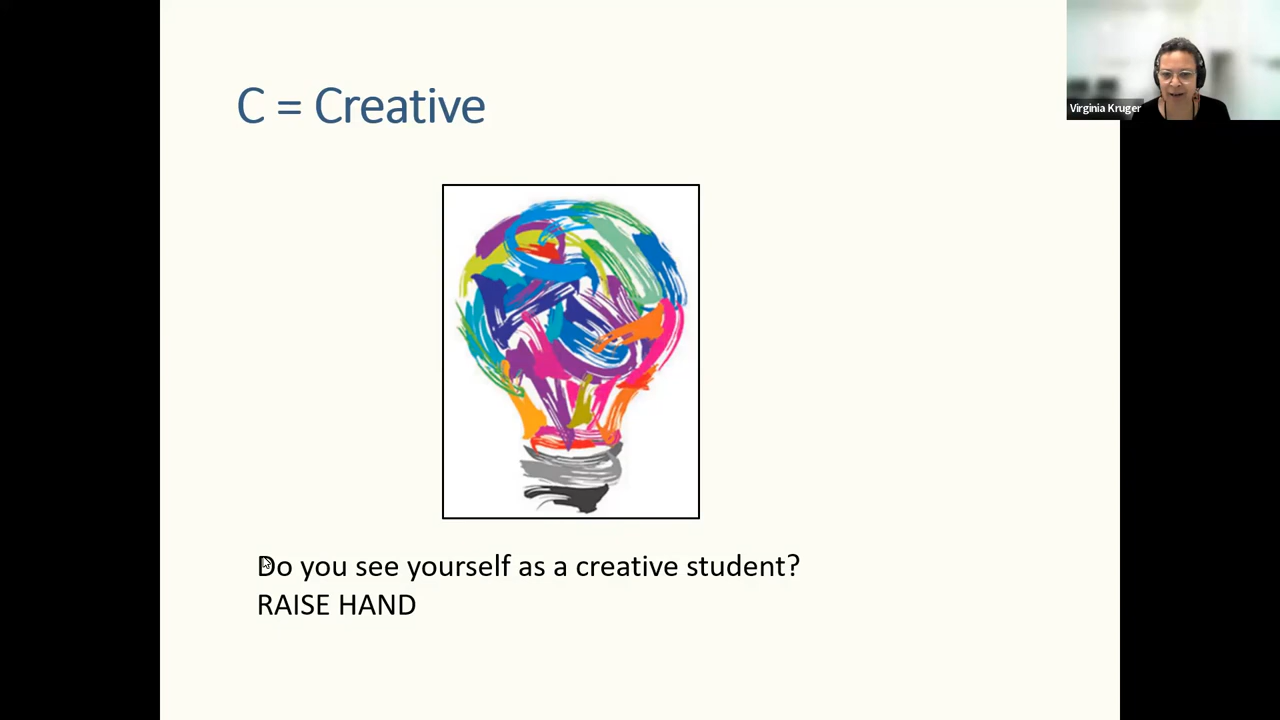 C = Creative
Virginia Kruger
Do you see yourself as a creative student?
RAISE HAND